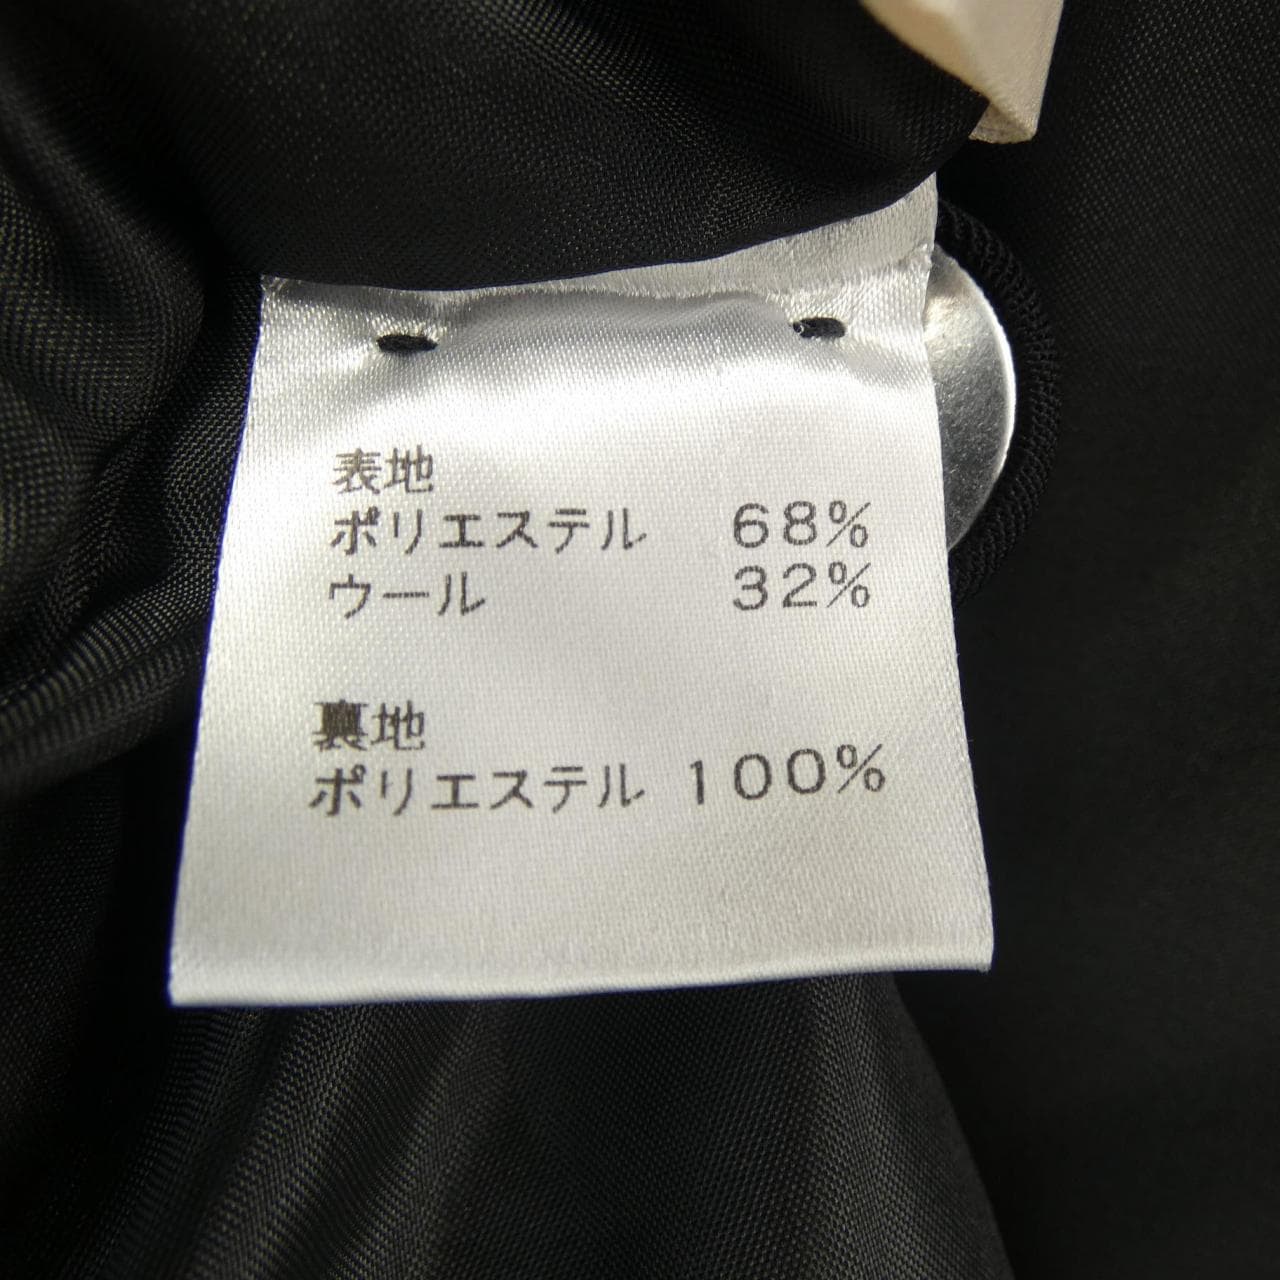 表地
ポリエステル 68%
ウール 32%
裏地
ポリエステル 100%